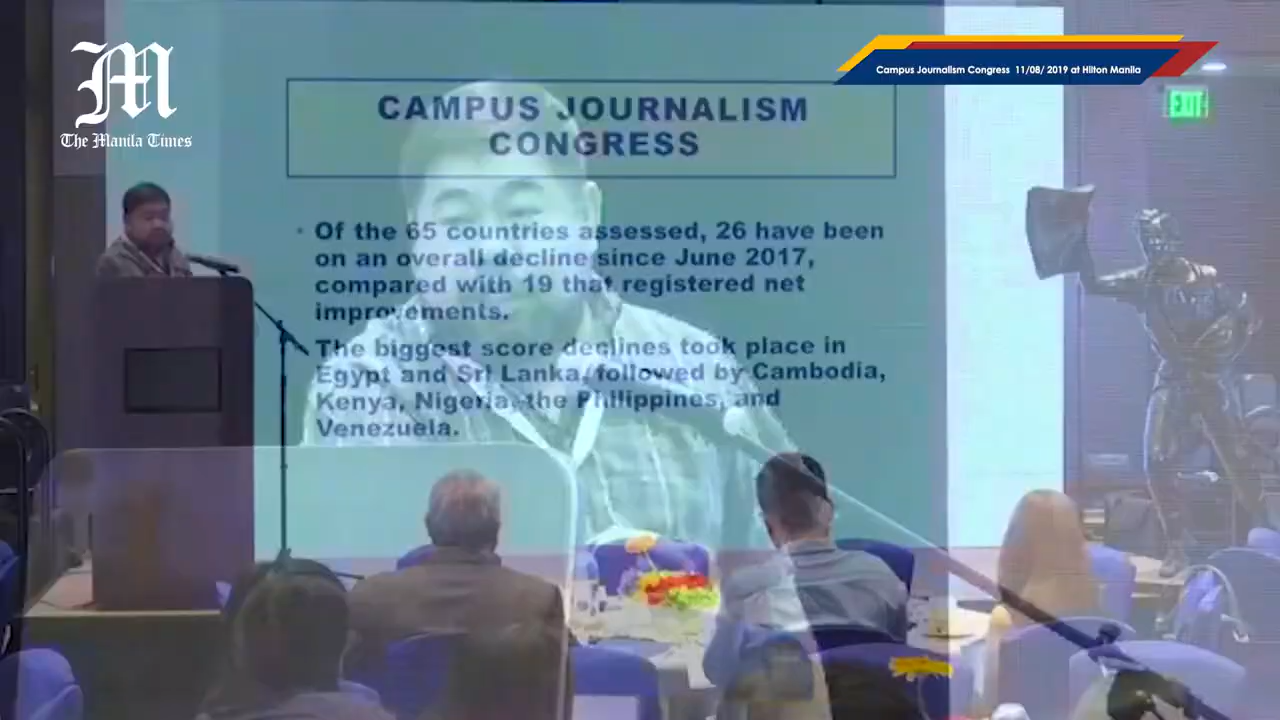 The Manila Times
Campus Journalism Congress 11/08/ 2019 at Hilton Manila
EXIT
CAMPUS JOURNALISM
CONGRESS
Of the 65 countries assessed, 26 have been
on an overall decline since June 2017,
compared with 19 that registered net
improvements.
The biggest score declines took place in
Egypt and Sri Lanka, followed by Cambodia,
Kenya, Nigeria, the Philippines, and
Venezuela.